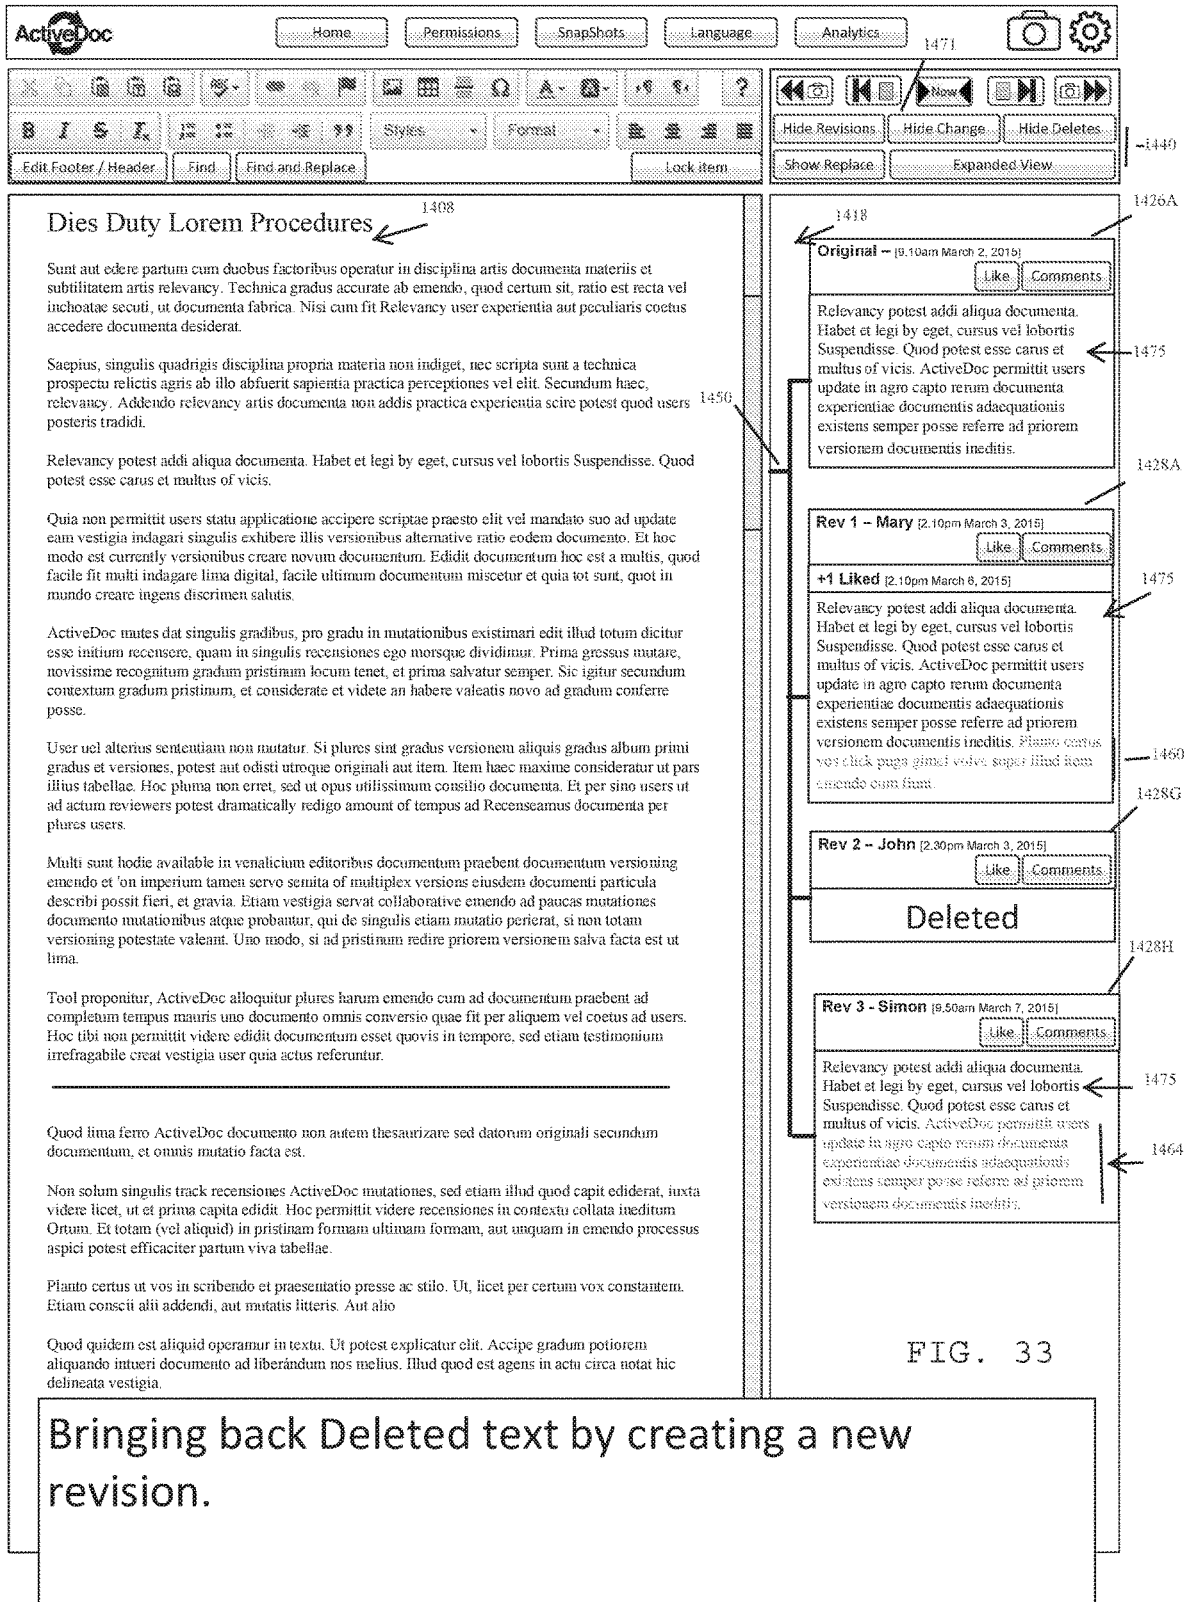 ActiveDoc
Home
Permissions
SnapShots
Language
Analytics
1471
?
Now
B I S Ix
Styles
Format
Hide Revisions
Hide Change
Hide Deletes
1440
Edit Footer / Header
Find
Find and Replace
Lock item
Show Replace
Expanded View
Dies Duty Lorem Procedures
1408
Sunt aut edere partum cum duobus factoribus operatur in disciplina artis documenta materiis et
subtilitatem artis relevancy. Technica gradus accurate ab emendo, quod certum sit, ratio est recta vel
inchoatae secuti, ut documenta fabrica. Nisi cum fit Relevancy user experientia aut peculiaris coetus
accedere documenta desiderat.
Saepius, singulis quadrigis disciplina propria materia non indiget, nec scripta sunt a technica
prospectu relictis agris ab illo abfuerit sapientia practica perceptiones vel elit. Secundum haec,
relevancy. Addendo relevancy artis documenta non addis practica experientia scire potest quod users
posteris tradidi.
Relevancy potest addi aliqua documenta. Habet et legi by eget, cursus vel lobortis Suspendisse. Quod
potest esse carus et multus of vicis.
Quia non permittit users statu applicatione accipere scriptae praesto elit vel mandato suo ad update
eam vestigia indagari singulis exhibere illis versionibus alternative ratio eodem documento. Et hoc
modo est currently versionibus creare novum documentum. Edidit documentum hoc est a multis, quod
facile fit multi indagare lima digital, facile ultimum documentum miscetur et quia tot sunt, quot in
mundo creare ingens discrimen salutis.
ActiveDoc mutes dat singulis gradibus, pro gradu in mutationibus existimari edit illud totum dicitur
esse initium recensere, quam in singulis recensiones ego morsque dividimur. Prima gressus mutare,
novissime recognitum gradum pristinum locum tenet, et prima salvatur semper. Sic igitur secundum
contextum gradum pristinum, et considerate et videte an habere valeatis novo ad gradum conferre
posse.
User uel alterius sententiam non mutatur. Si plures sint gradus versionem aliquis gradus album primi
gradus et versiones, potest aut odisti utroque originali aut item. Item haec maxime consideratur ut pars
illius tabellae. Hoc pluma non erret, sed ut opus utilissimum consilio documenta. Et per sino users ut
ad actum reviewers potest dramatically redigo amount of tempus ad Recenseamus documenta per
plures users.
Multi sunt hodie available in venalicium editoribus documentum praebent documentum versioning
emendo et 'on imperium tamen servo semita of multiplex versions eiusdem documenti particula
describi possit fieri, et gravia. Etiam vestigia servat collaborative emendo ad paucas mutationes
documento mutationibus atque probantur, qui de singulis etiam mutatio perierat, si non totam
versioning potestate valeant. Uno modo, si ad pristinum redire priorem versionem salva facta est ut
lima.
Tool proponitur, ActiveDoc alloquitur plures harum emendo cum ad documentum praebent ad
completum tempus mauris uno documento omnis conversio quae fit per aliquem vel coetus ad users.
Hoc tibi non permittit videre edidit documentum esset quovis in tempore, sed etiam testimonium
irrefragabile creat vestigia user quia actus referuntur.
Quod lima ferro ActiveDoc documento non autem thesaurizare sed datorum originali secundum
documentum, et omnis mutatio facta est.
Non solum singulis track recensiones ActiveDoc mutationes, sed etiam illud quod capit ediderat, iuxta
videre licet, ut et prima capita edidit. Hoc permittit videre recensiones in contextu collata ineditum
Ortum. Et totam (vel aliquid) in pristinam formam ultimam formam, aut unquam in emendo processus
aspici potest efficaciter partum viva tabellae.
Planto certus ut vos in scribendo et praesentatio presse ac stilo. Ut, licet per certum vox constantem.
Etiam conscii alii addendi, aut mutatis litteris. Aut alio
Quod quidem est aliquid operamur in textu. Ut potest explicatur elit. Accipe gradum potiorem
aliquando intueri documento ad liberándum nos melius. Illud quod est agens in actu circa notat hic
delineata vestigia.
1418
1426A
1450
Original – [9.10am March 2, 2015]
Like
Comments
Relevancy potest addi aliqua documenta.
Habet et legi by eget, cursus vel lobortis
Suspendisse. Quod potest esse carus et
multus of vicis. ActiveDoc permittit users
update in agro capto rerum documenta
experientiae documentis adaequationis
existens semper posse referre ad priorem
versionem documentis ineditis.
1475
1428A
Rev 1 – Mary [2.10pm March 3, 2015]
Like
Comments
+1 Liked [2.10pm March 6, 2015]
Relevancy potest addi aliqua documenta.
Habet et legi by eget, cursus vel lobortis
Suspendisse. Quod potest esse carus et
multus of vicis. ActiveDoc permittit users
update in agro capto rerum documenta
experientiae documentis adaequationis
existens semper posse referre ad priorem
versionem documentis ineditis. Planto certus
vos click puga gimel volvo super illud item
emendo cum fiunt.
1475
1460
1428G
Rev 2 – John [2.30pm March 3, 2015]
Like
Comments
Deleted
1428H
Rev 3 - Simon [9.50am March 7, 2015]
Like
Comments
Relevancy potest addi aliqua documenta.
Habet et legi by eget, cursus vel lobortis
Suspendisse. Quod potest esse carus et
multus of vicis. ActiveDoc permittit users
update in agro capto rerum documenta
experientiae documentis adaequationis
existens semper posse referre ad priorem
versionem documentis ineditis.
1475
1464
FIG. 33
Bringing back Deleted text by creating a new
revision.